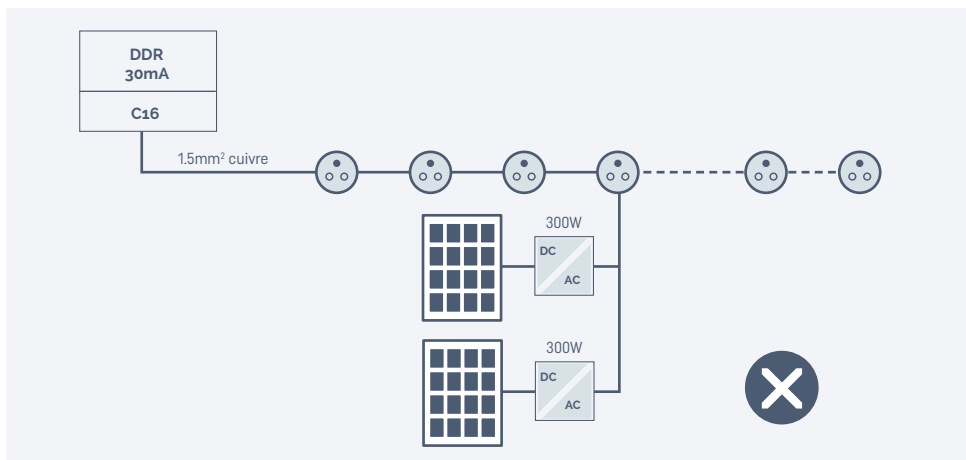 DDR
30mA
C16
1.5mm² cuivre
300W
DC
AC
300W
DC
AC